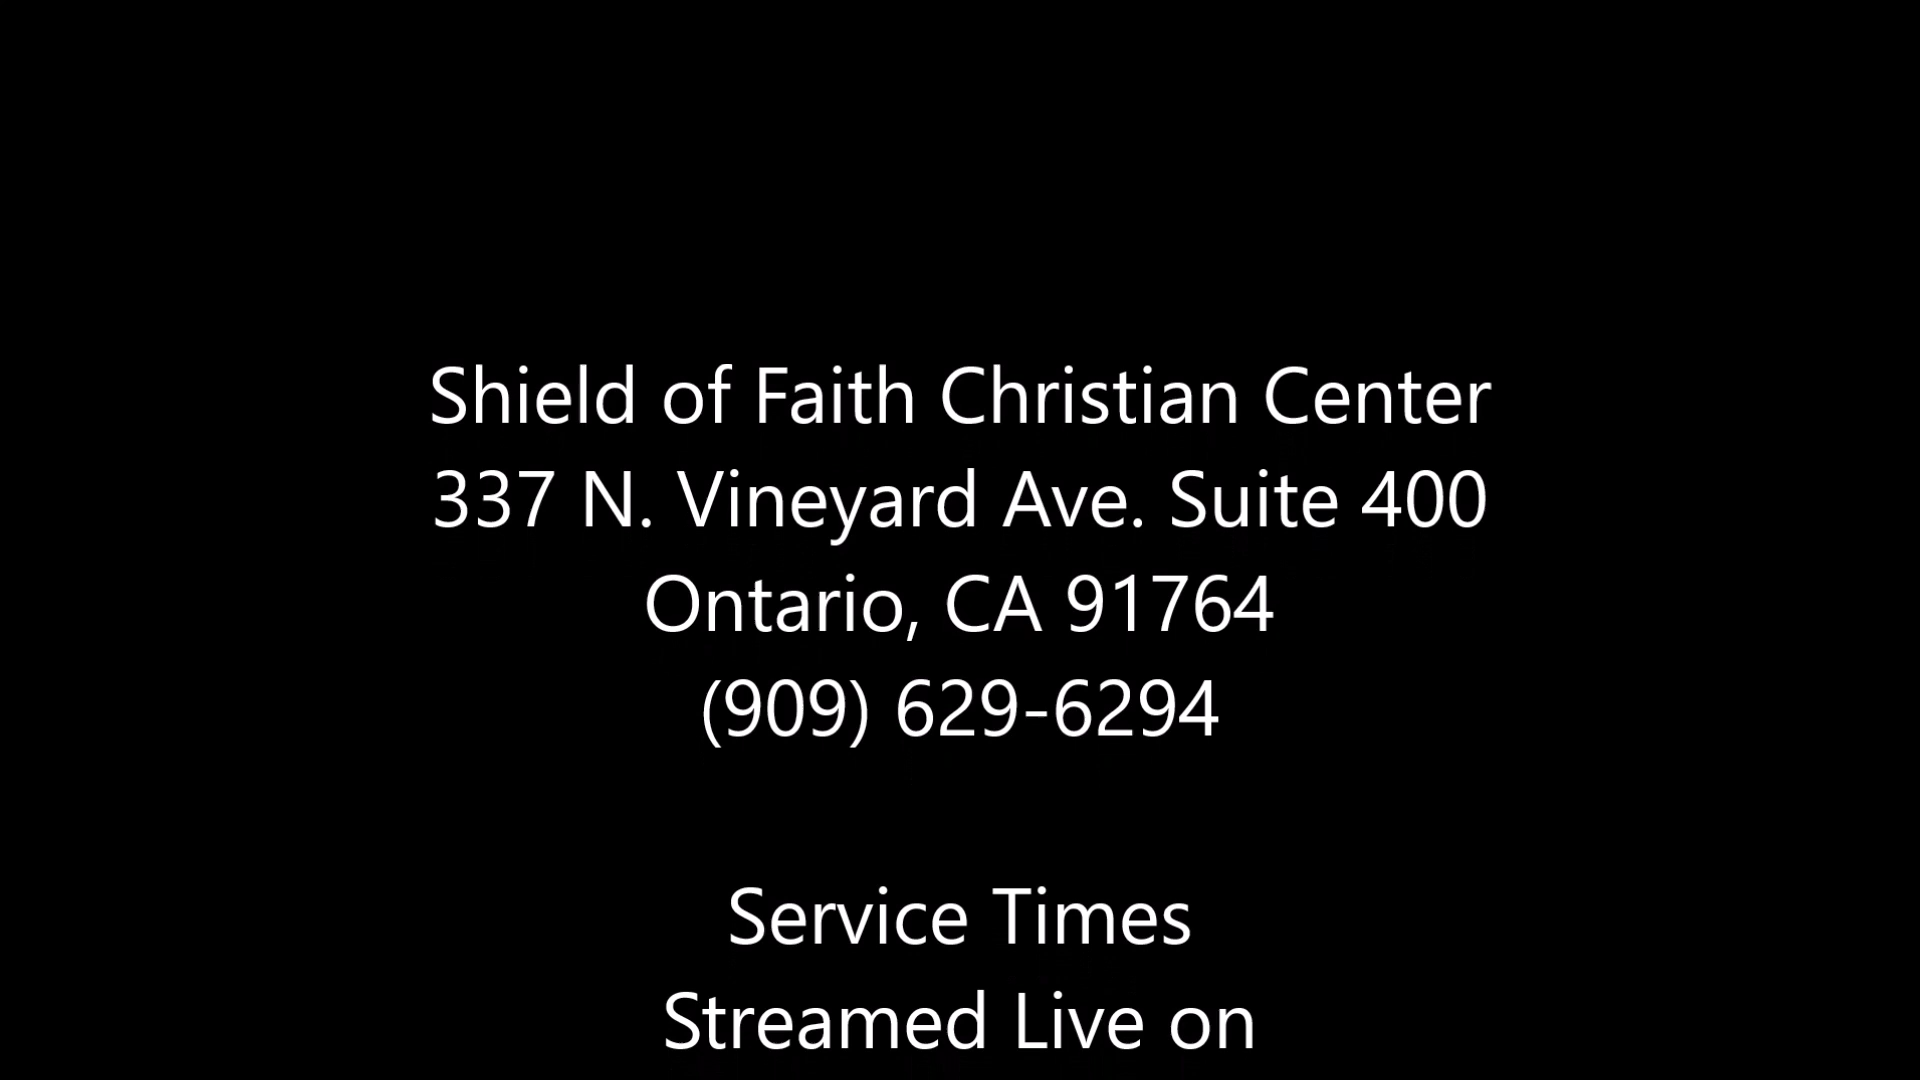 Shield of Faith Christian Center
337 N. Vineyard Ave. Suite 400
Ontario, CA 91764
(909) 629-6294
Service Times
Streamed Live on